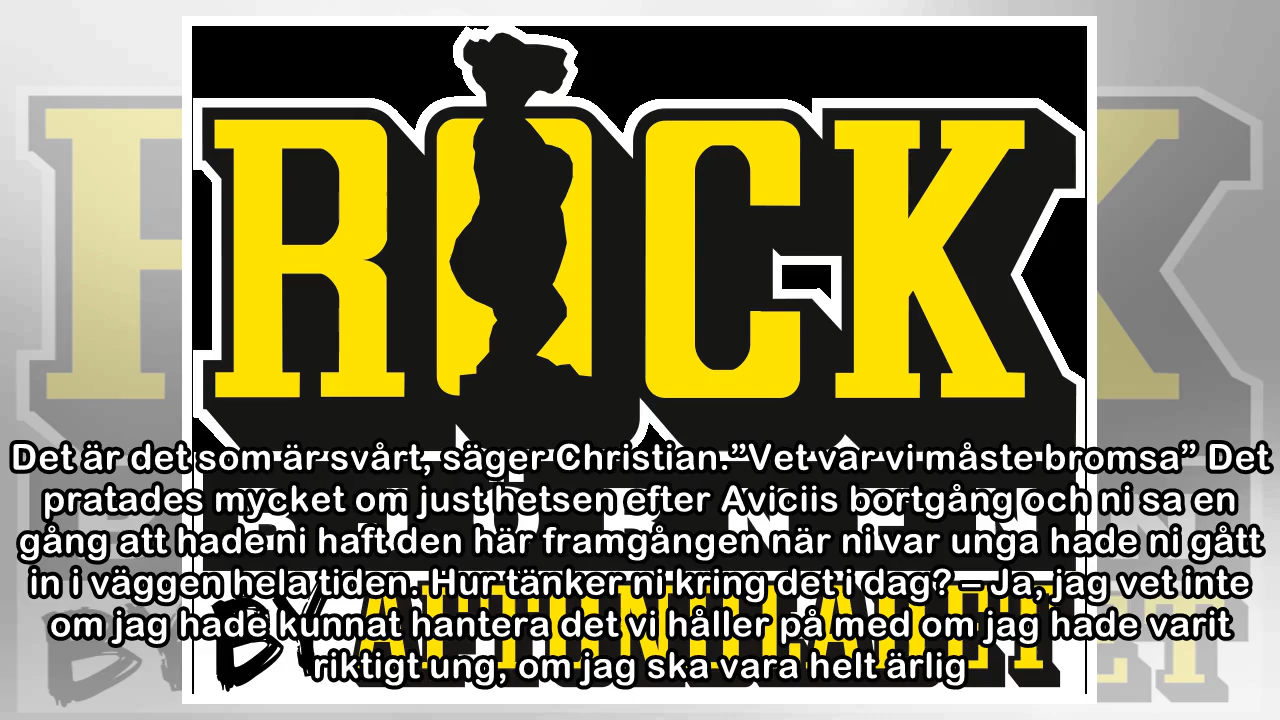 ROCK
Det är det som är svårt, säger Christian.”Vet var vi måste bromsa” Det
pratades mycket om just hetsen efter Aviciis bortgång och ni sa en
gång att hade ni haft den här framgången när ni var unga hade ni gått
in i väggen hela tiden. Hur tänker ni kring det i dag? – Ja, jag vet inte
om jag hade kunnat hantera det vi håller på med om jag hade varit
riktigt ung, om jag ska vara helt ärlig
BY AFTONBLADET